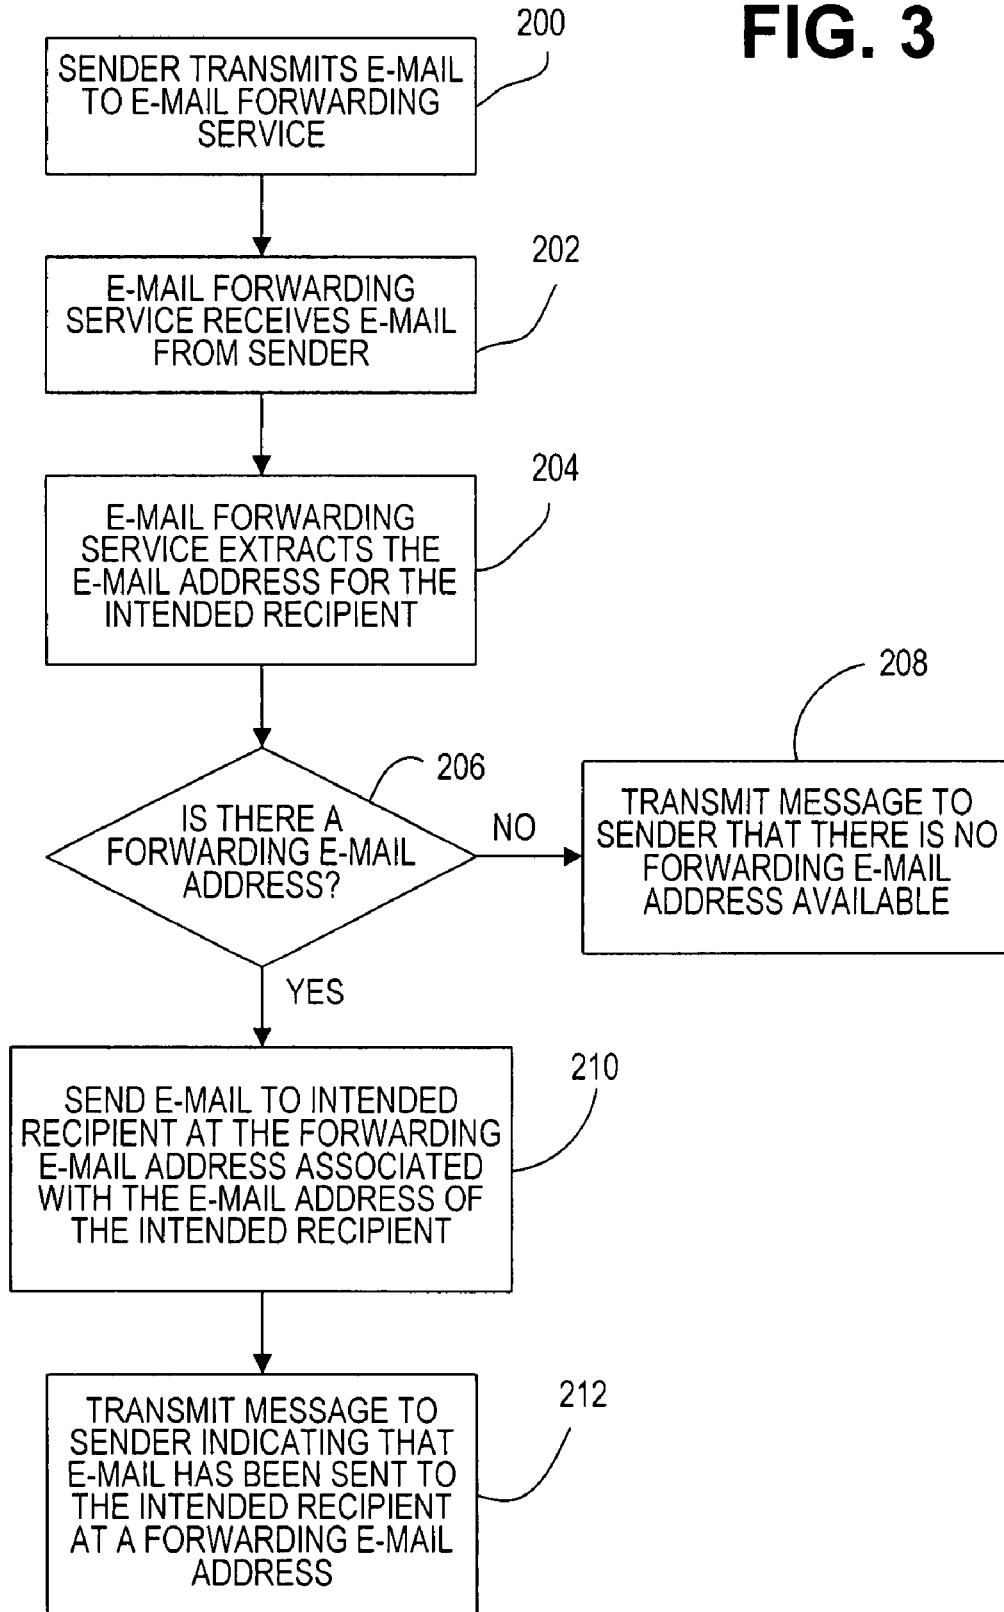 FIG. 3
200
SENDER TRANSMITS E-MAIL
TO E-MAIL FORWARDING
SERVICE
202
E-MAIL FORWARDING
SERVICE RECEIVES E-MAIL
FROM SENDER
204
E-MAIL FORWARDING
SERVICE EXTRACTS THE
E-MAIL ADDRESS FOR THE
INTENDED RECIPIENT
206
IS THERE A
FORWARDING E-MAIL
ADDRESS?
NO
208
TRANSMIT MESSAGE TO
SENDER THAT THERE IS NO
FORWARDING E-MAIL
ADDRESS AVAILABLE
YES
210
SEND E-MAIL TO INTENDED
RECIPIENT AT THE FORWARDING
E-MAIL ADDRESS ASSOCIATED
WITH THE E-MAIL ADDRESS OF
THE INTENDED RECIPIENT
212
TRANSMIT MESSAGE TO
SENDER INDICATING THAT
E-MAIL HAS BEEN SENT TO
THE INTENDED RECIPIENT
AT A FORWARDING E-MAIL
ADDRESS